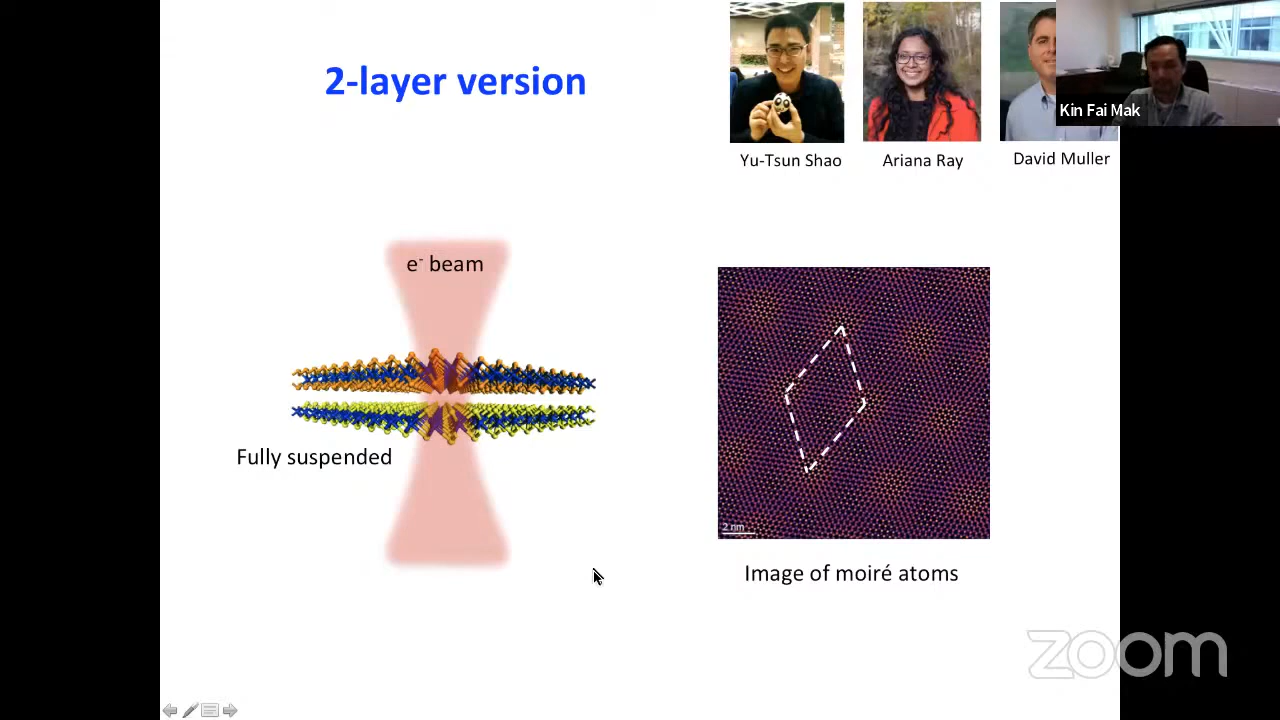 2-layer version
Yu-Tsun Shao
Ariana Ray
David Muller
Kin Fai Mak
e⁻ beam
Fully suspended
2 nm
Image of moiré atoms
zoom